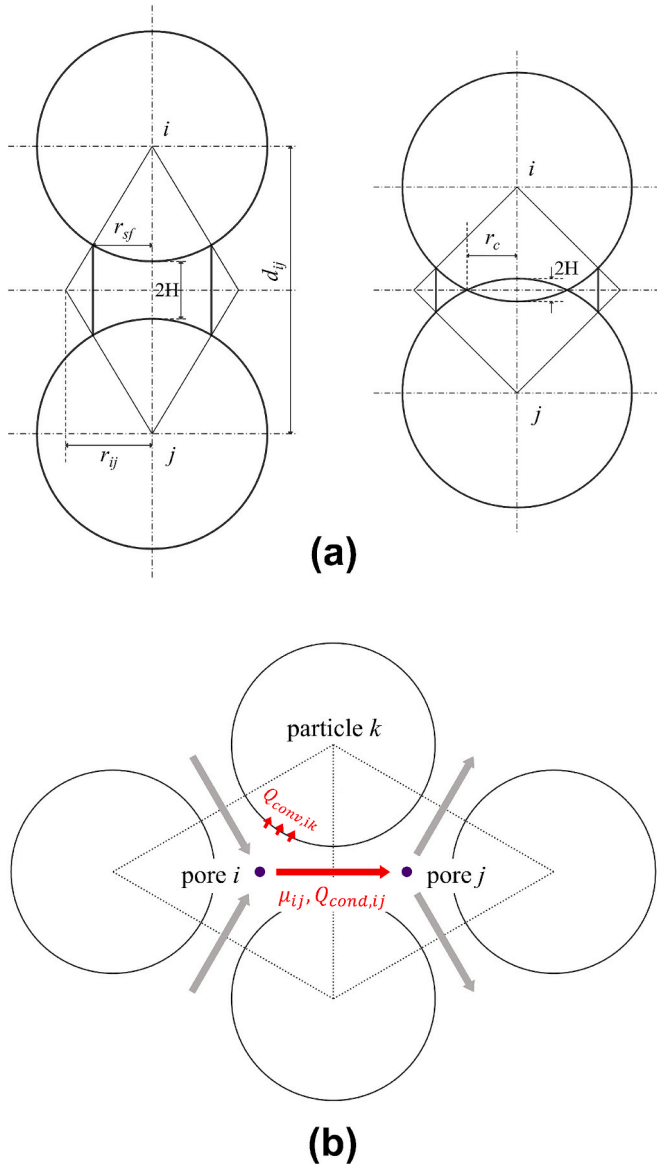 i
r_sf
d_ij
2H
r_ij
j
i
r_c
2H
j
(a)
particle k
Q_conv,ik
pore i
pore j
μ_ij, Q_cond,ij
(b)